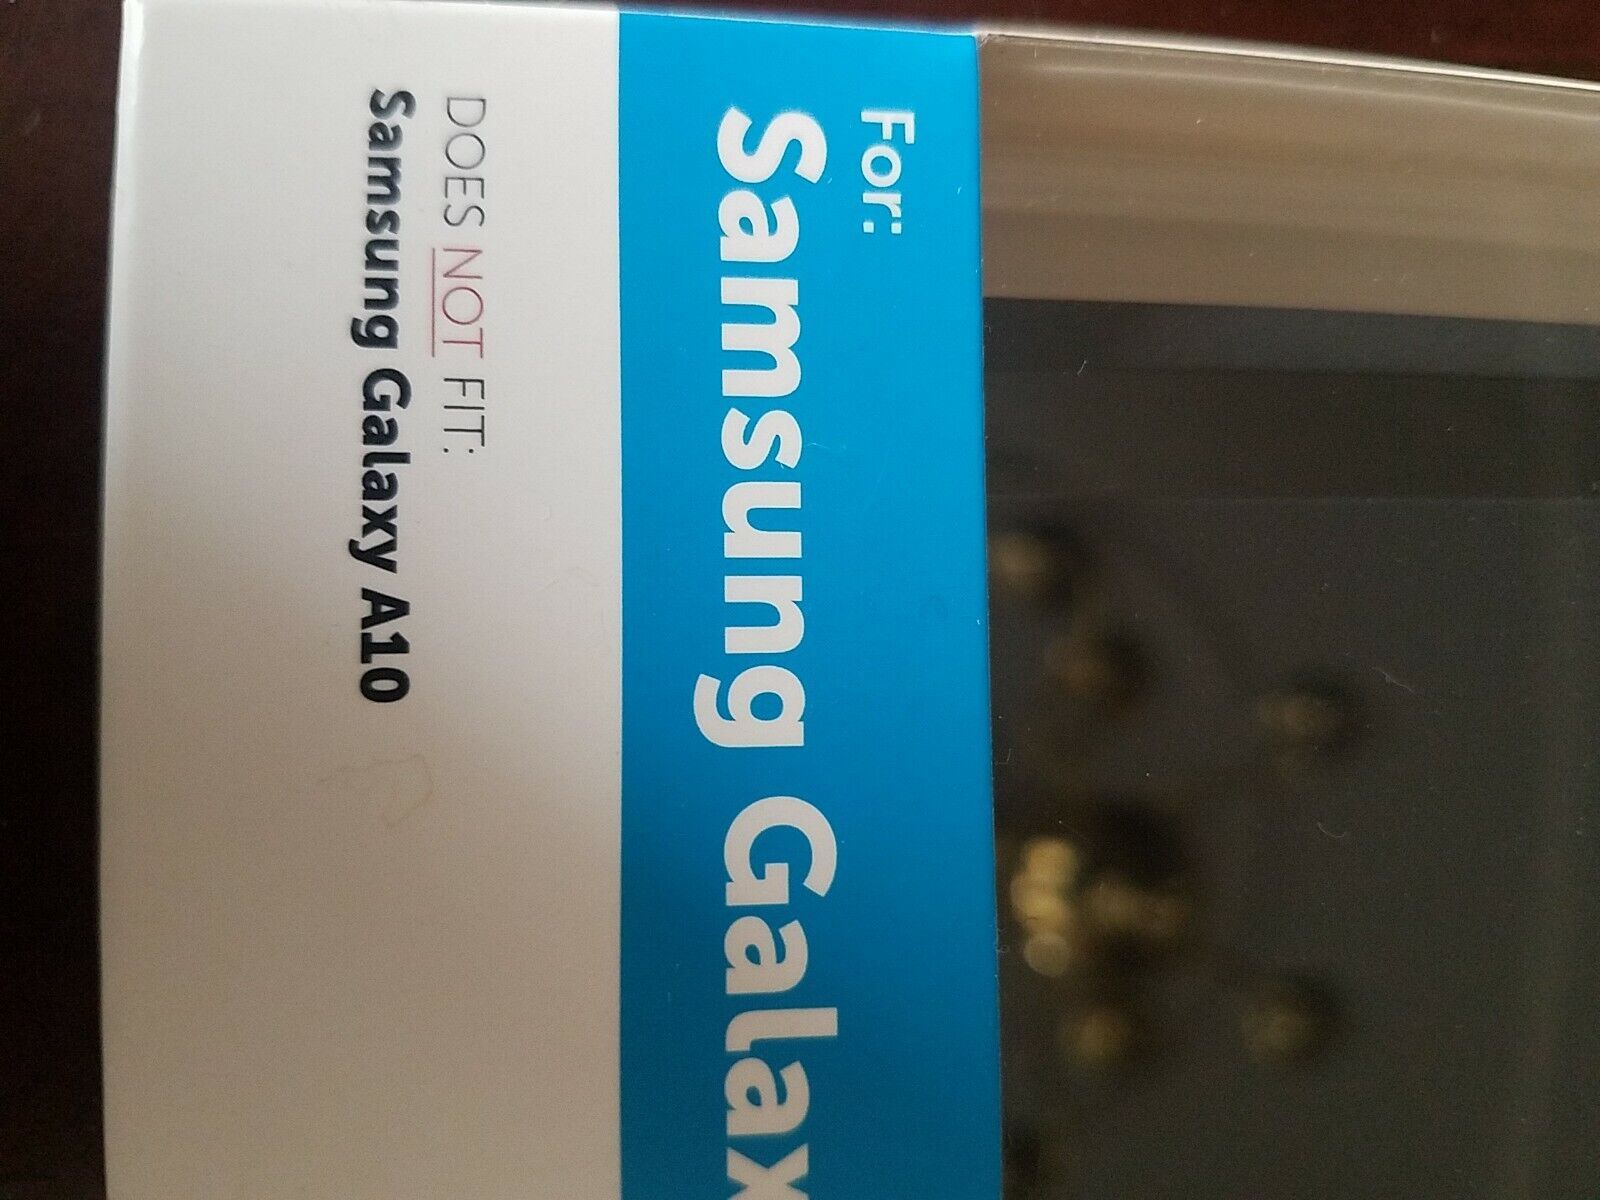 For:
Samsung Galax
DOES NOT FIT:
Samsung Galaxy A10